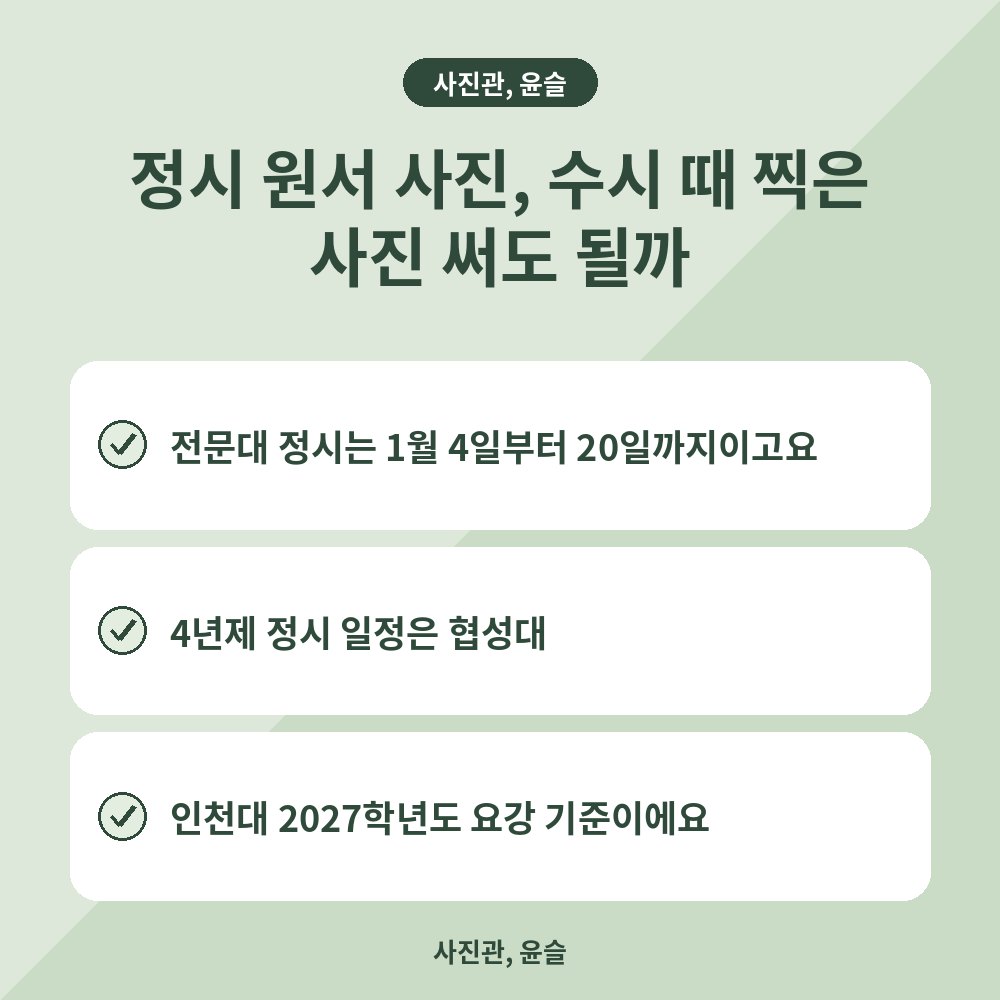 사진관, 윤슬
정시 원서 사진, 수시 때 찍은
사진 써도 될까
전문대 정시는 1월 4일부터 20일까지이고요
4년제 정시 일정은 협성대
인천대 2027학년도 요강 기준이에요
사진관, 윤슬